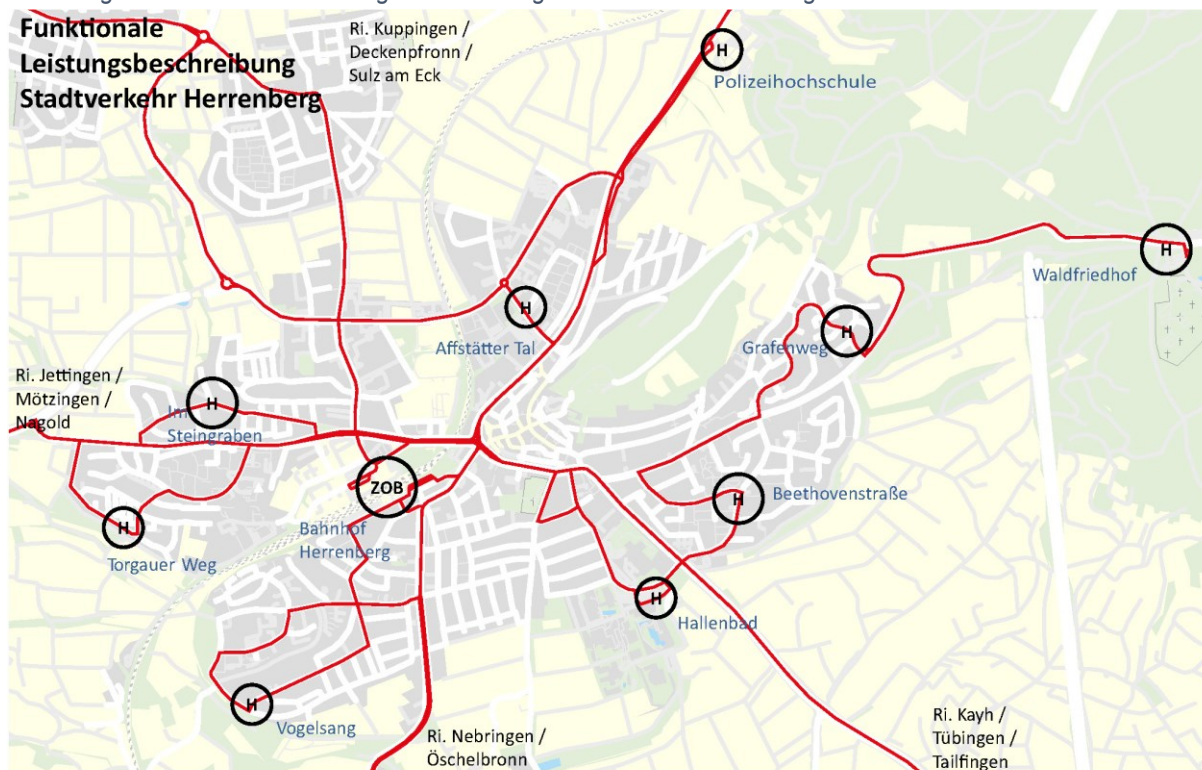 Funktionale
Leistungsbeschreibung
Stadtverkehr Herrenberg
Ri. Kuppingen /
Deckenpfronn /
Sulz am Eck
H
Polizeihochschule
H
Waldfriedhof
H
Affstätter Tal
H
Grafenweg
Ri. Jettingen /
Mötzingen /
Nagold
H
Im
Steingraben
ZOB
Bahnhof
Herrenberg
H
Beethovenstraße
H
Torgauer Weg
H
Hallenbad
H
Vogelsang
Ri. Nebringen /
Öschelbronn
Ri. Kayh /
Tübingen /
Tailfingen